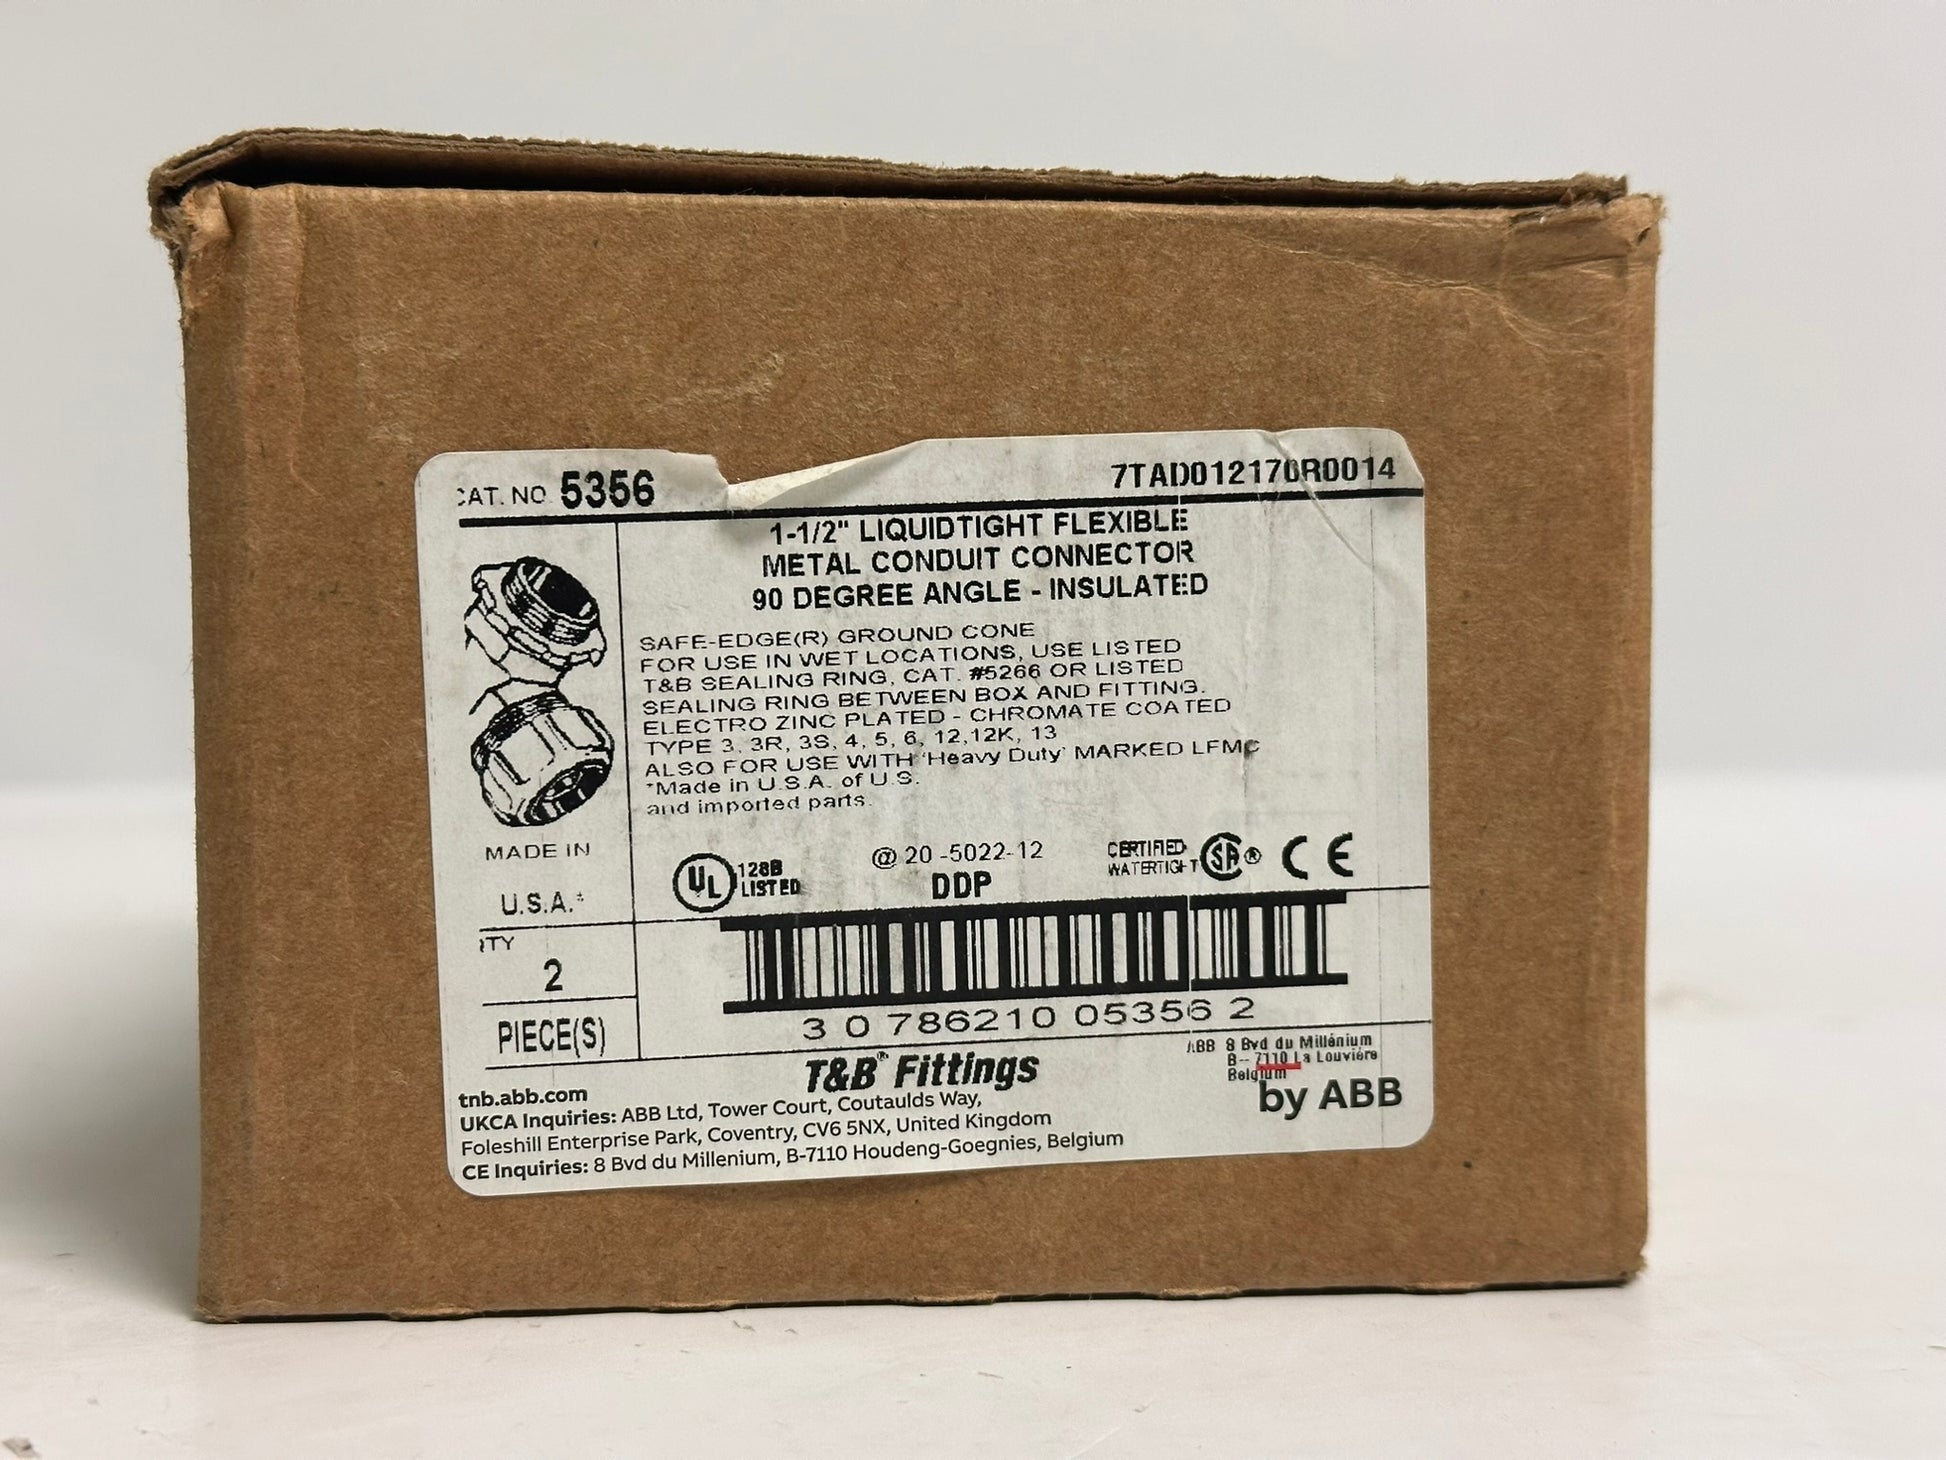 CAT. NO. 5356
7TAD012170R0014
1-1/2" LIQUIDTIGHT FLEXIBLE
METAL CONDUIT CONNECTOR
90 DEGREE ANGLE - INSULATED
SAFE-EDGE(R) GROUND CONE
FOR USE IN WET LOCATIONS, USE LISTED
T&B SEALING RING, CAT. #5266 OR LISTED
SEALING RING BETWEEN BOX AND FITTING.
ELECTRO ZINC PLATED - CHROMATE COATED
TYPE 3, 3R, 3S, 4, 5, 6, 12,12K, 13
ALSO FOR USE WITH 'Heavy Duty' MARKED LFMC
*Made in U.S.A. of U.S.
and imported parts.
MADE IN
U.S.A.*
UL 128B
LISTED
@ 20-5022-12
DDP
CERTIFIED
WATERTIGHT
SA ®
CE
QTY
2
PIECE(S)
3 0 786210 05356 2
T&B® Fittings
ABB 8 Bvd du Millénium
B-- 7110 La Louvière
Belgium
by ABB
tnb.abb.com
UKCA Inquiries: ABB Ltd, Tower Court, Coutaulds Way,
Foleshill Enterprise Park, Coventry, CV6 5NX, United Kingdom
CE Inquiries: 8 Bvd du Millenium, B-7110 Houdeng-Goegnies, Belgium